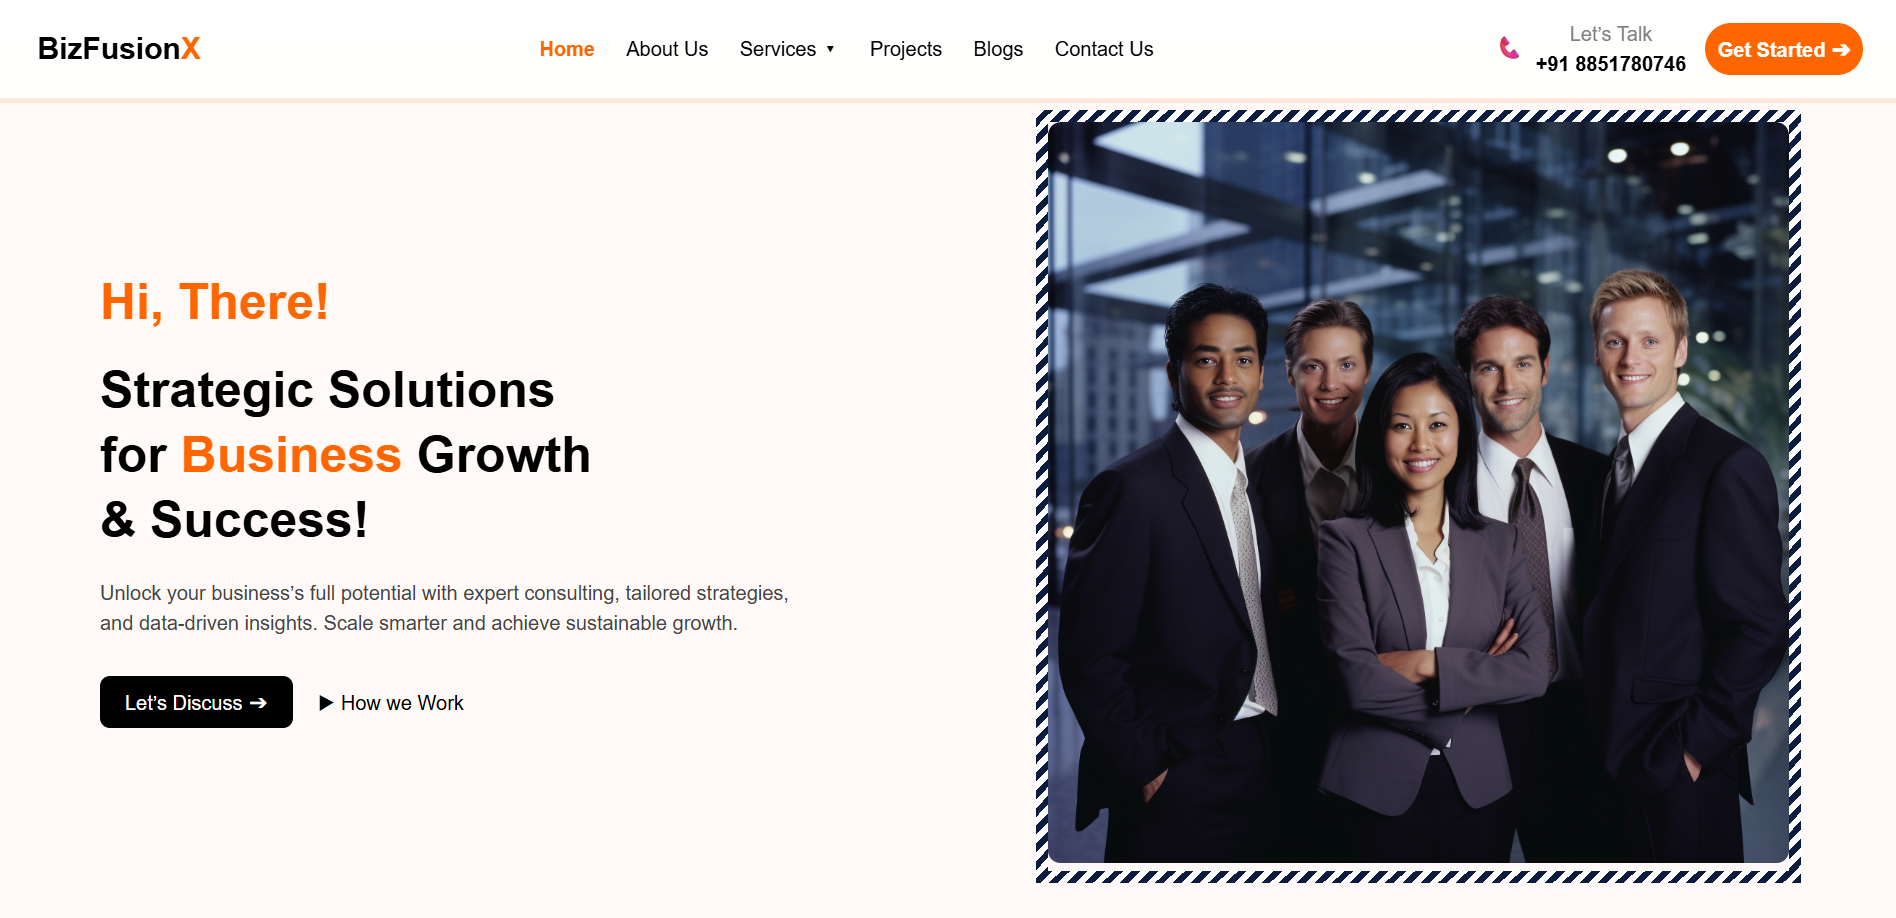 BizFusionX
Home
About Us
Services ▼
Projects
Blogs
Contact Us
Let’s Talk
+91 8851780746
Get Started ➔
Hi, There!
Strategic Solutions
for Business Growth
& Success!
Unlock your business’s full potential with expert consulting, tailored strategies,
and data-driven insights. Scale smarter and achieve sustainable growth.
Let’s Discuss ➔
▶ How we Work